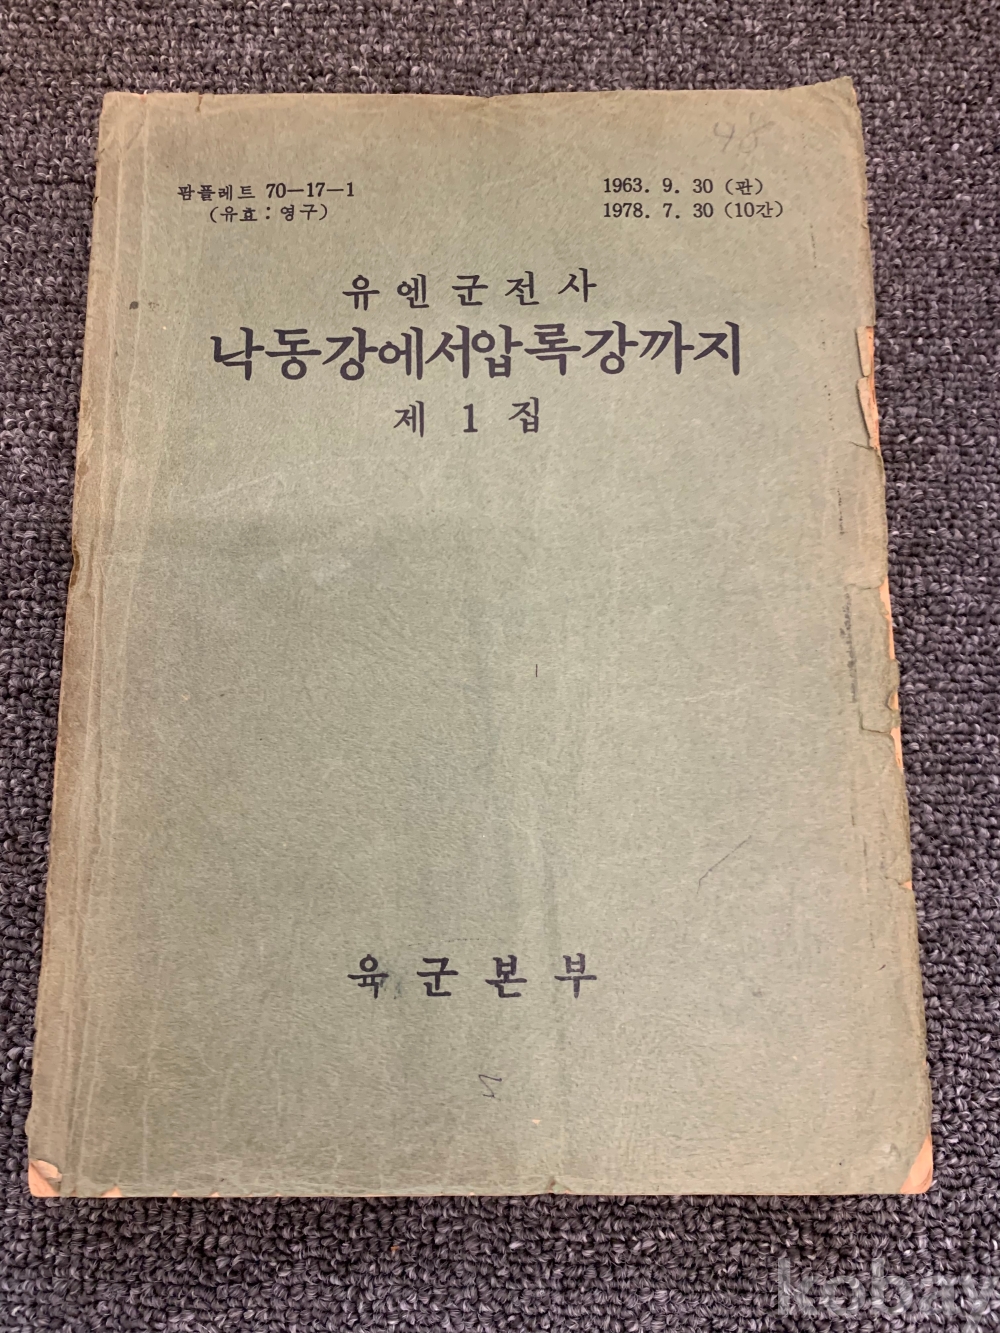 48
팜플레트 70—17—1
(유효:영구)
1963. 9. 30 (판)
1978. 7. 30 (10간)
유엔군전사
낙동강에서압록강까지
제 1 집
육군본부